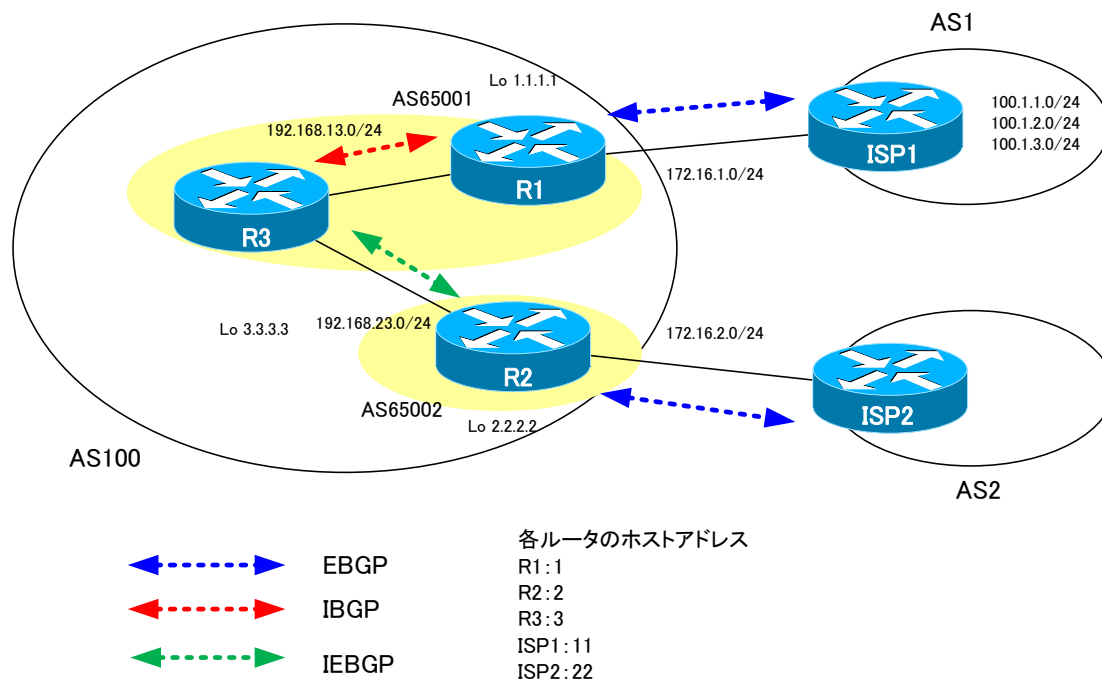 AS1
Lo 1.1.1.1
AS65001
192.168.13.0/24
100.1.1.0/24
100.1.2.0/24
100.1.3.0/24
ISP1
R1
172.16.1.0/24
R3
Lo 3.3.3.3
192.168.23.0/24
172.16.2.0/24
R2
ISP2
AS65002
Lo 2.2.2.2
AS100
AS2
EBGP
IBGP
IEBGP
各ルータのホストアドレス
R1:1
R2:2
R3:3
ISP1:11
ISP2:22